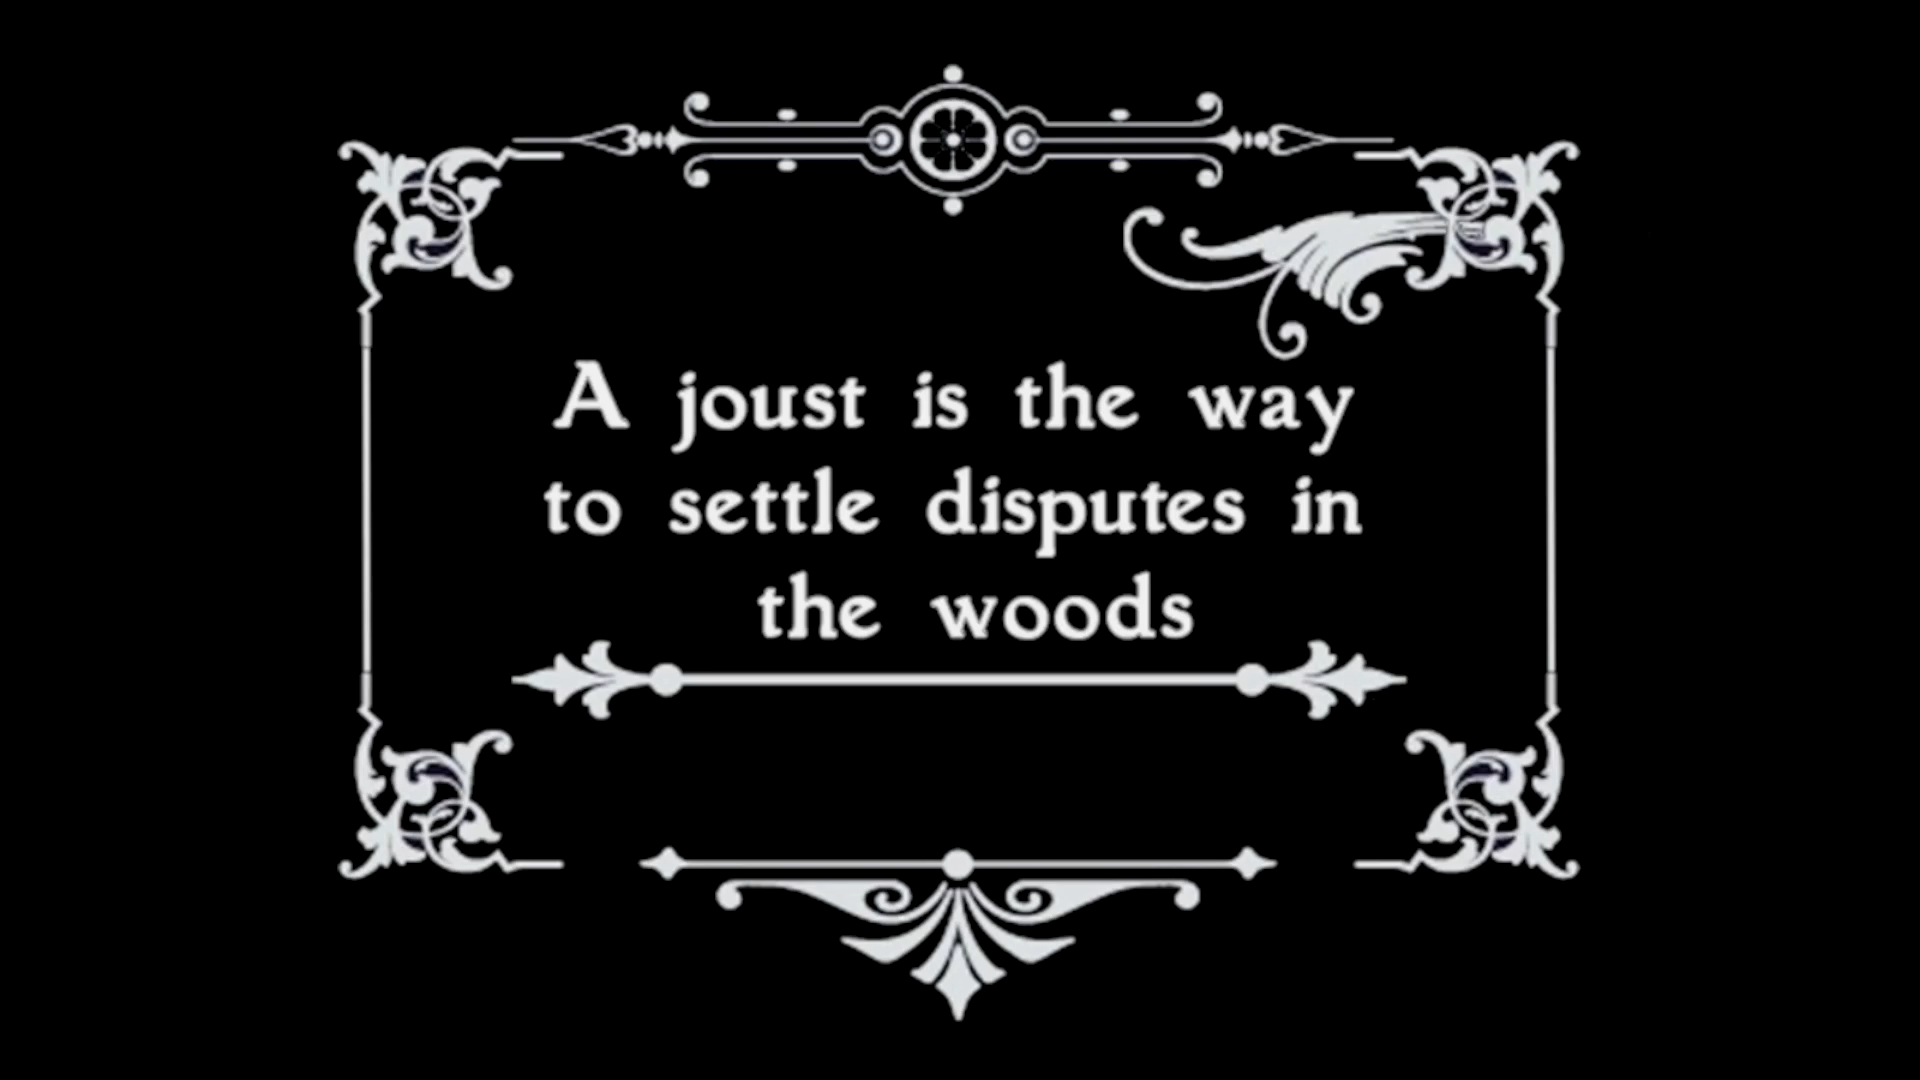 A joust is the way
to settle disputes in
the woods